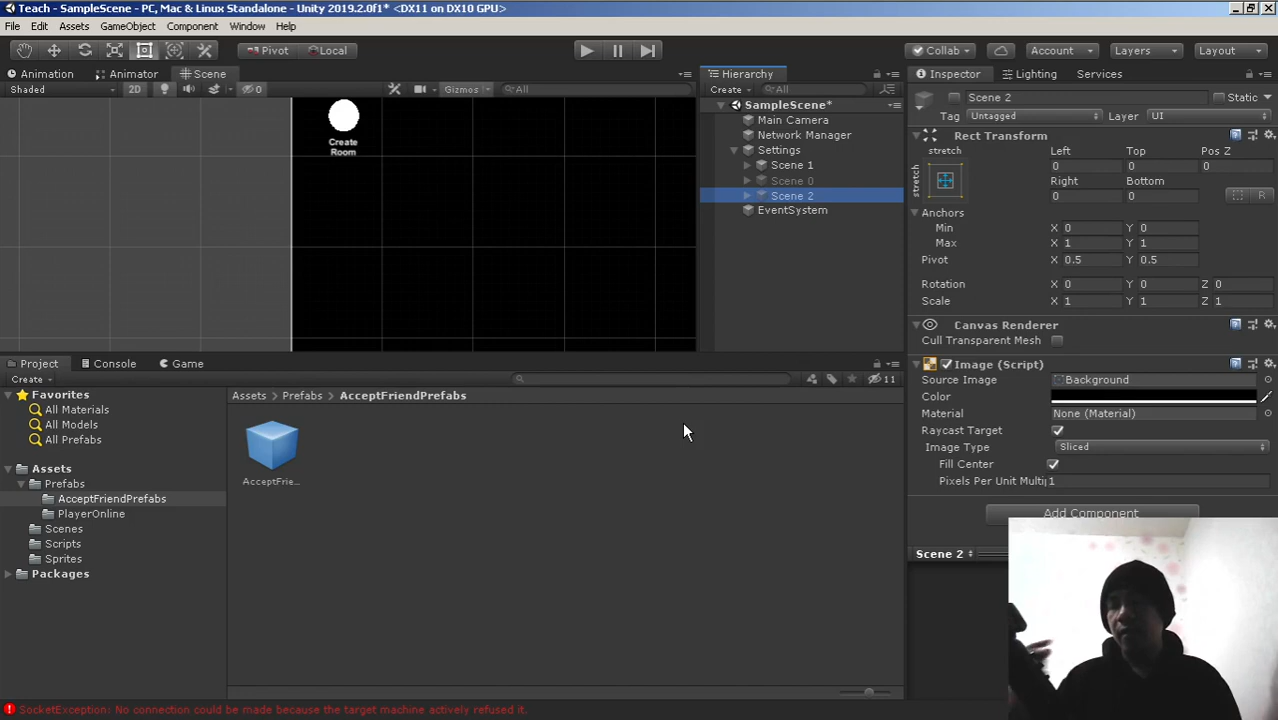 Teach - SampleScene - PC, Mac & Linux Standalone - Unity 2019.2.0f1* <DX11 on DX10 GPU>
File Edit Assets GameObject Component Window Help
Pivot Local Collab Account Layers Layout
Animation Animator Scene
Shaded 2D 0 Gizmos All
Create Room
Hierarchy
Create All
SampleScene*
Main Camera
Network Manager
Settings
Scene 1
Scene 0
Scene 2
EventSystem
Inspector Lighting Services
Scene 2 Static
Tag Untagged Layer UI
Rect Transform
stretch Left Top Pos Z
stretch 0 0 0
Right Bottom
0 0 R
Anchors
Min X 0 Y 0
Max X 1 Y 1
Pivot X 0.5 Y 0.5
Rotation X 0 Y 0 Z 0
Scale X 1 Y 1 Z 1
Canvas Renderer
Cull Transparent Mesh
Image (Script)
Source Image Background
Color
Material None (Material)
Raycast Target
Image Type Sliced
Fill Center
Pixels Per Unit Multi 1
Add Component
Scene 2
Project Console Game
Create 11
Favorites
All Materials
All Models
All Prefabs
Assets
Prefabs
AcceptFriendPrefabs
PlayerOnline
Scenes
Scripts
Sprites
Packages
Assets > Prefabs > AcceptFriendPrefabs
AcceptFrie...
SocketException: No connection could be made because the target machine actively refused it.